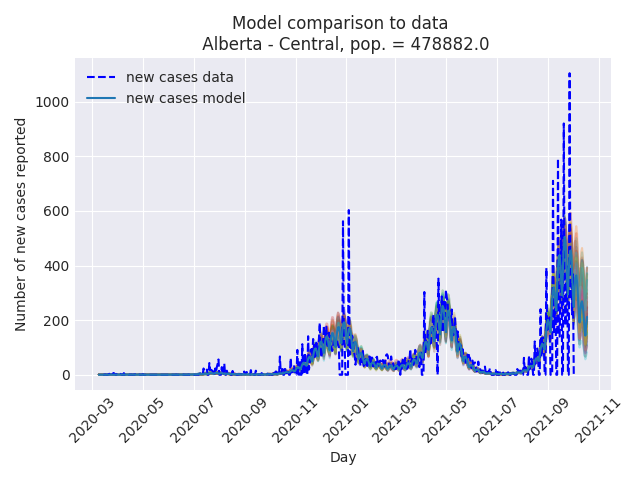 Model comparison to data
Alberta - Central, pop. = 478882.0
new cases data
new cases model
Number of new cases reported
1000
800
600
400
200
0
2020-03
2020-05
2020-07
2020-09
2020-11
2021-01
2021-03
2021-05
2021-07
2021-09
2021-11
Day